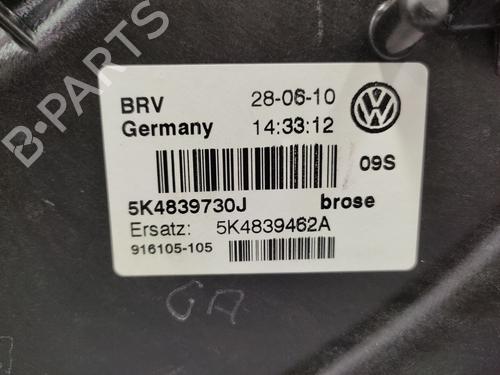 BRV 28-06-10
Germany 14:33:12
09S
5K4839730J brose
Ersatz: 5K4839462A
916105-105
GA
B-PARTS